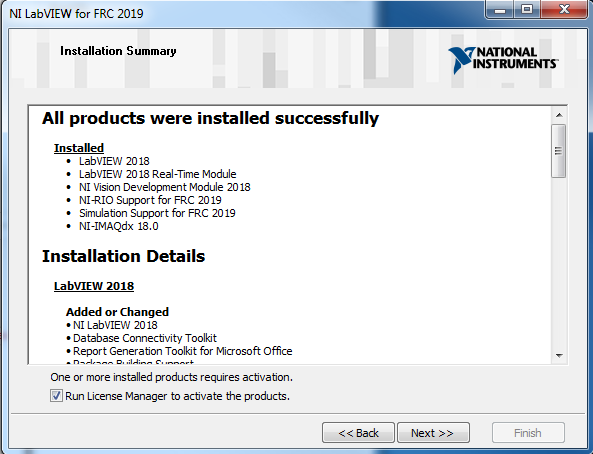 NI LabVIEW for FRC 2019
Installation Summary
NATIONAL
INSTRUMENTS™
All products were installed successfully
Installed
• LabVIEW 2018
• LabVIEW 2018 Real-Time Module
• NI Vision Development Module 2018
• NI-RIO Support for FRC 2019
• Simulation Support for FRC 2019
• NI-IMAQdx 18.0
Installation Details
LabVIEW 2018
Added or Changed
• NI LabVIEW 2018
• Database Connectivity Toolkit
• Report Generation Toolkit for Microsoft Office
• Package Building Support
One or more installed products requires activation.
Run License Manager to activate the products.
<< Back
Next >>
Finish